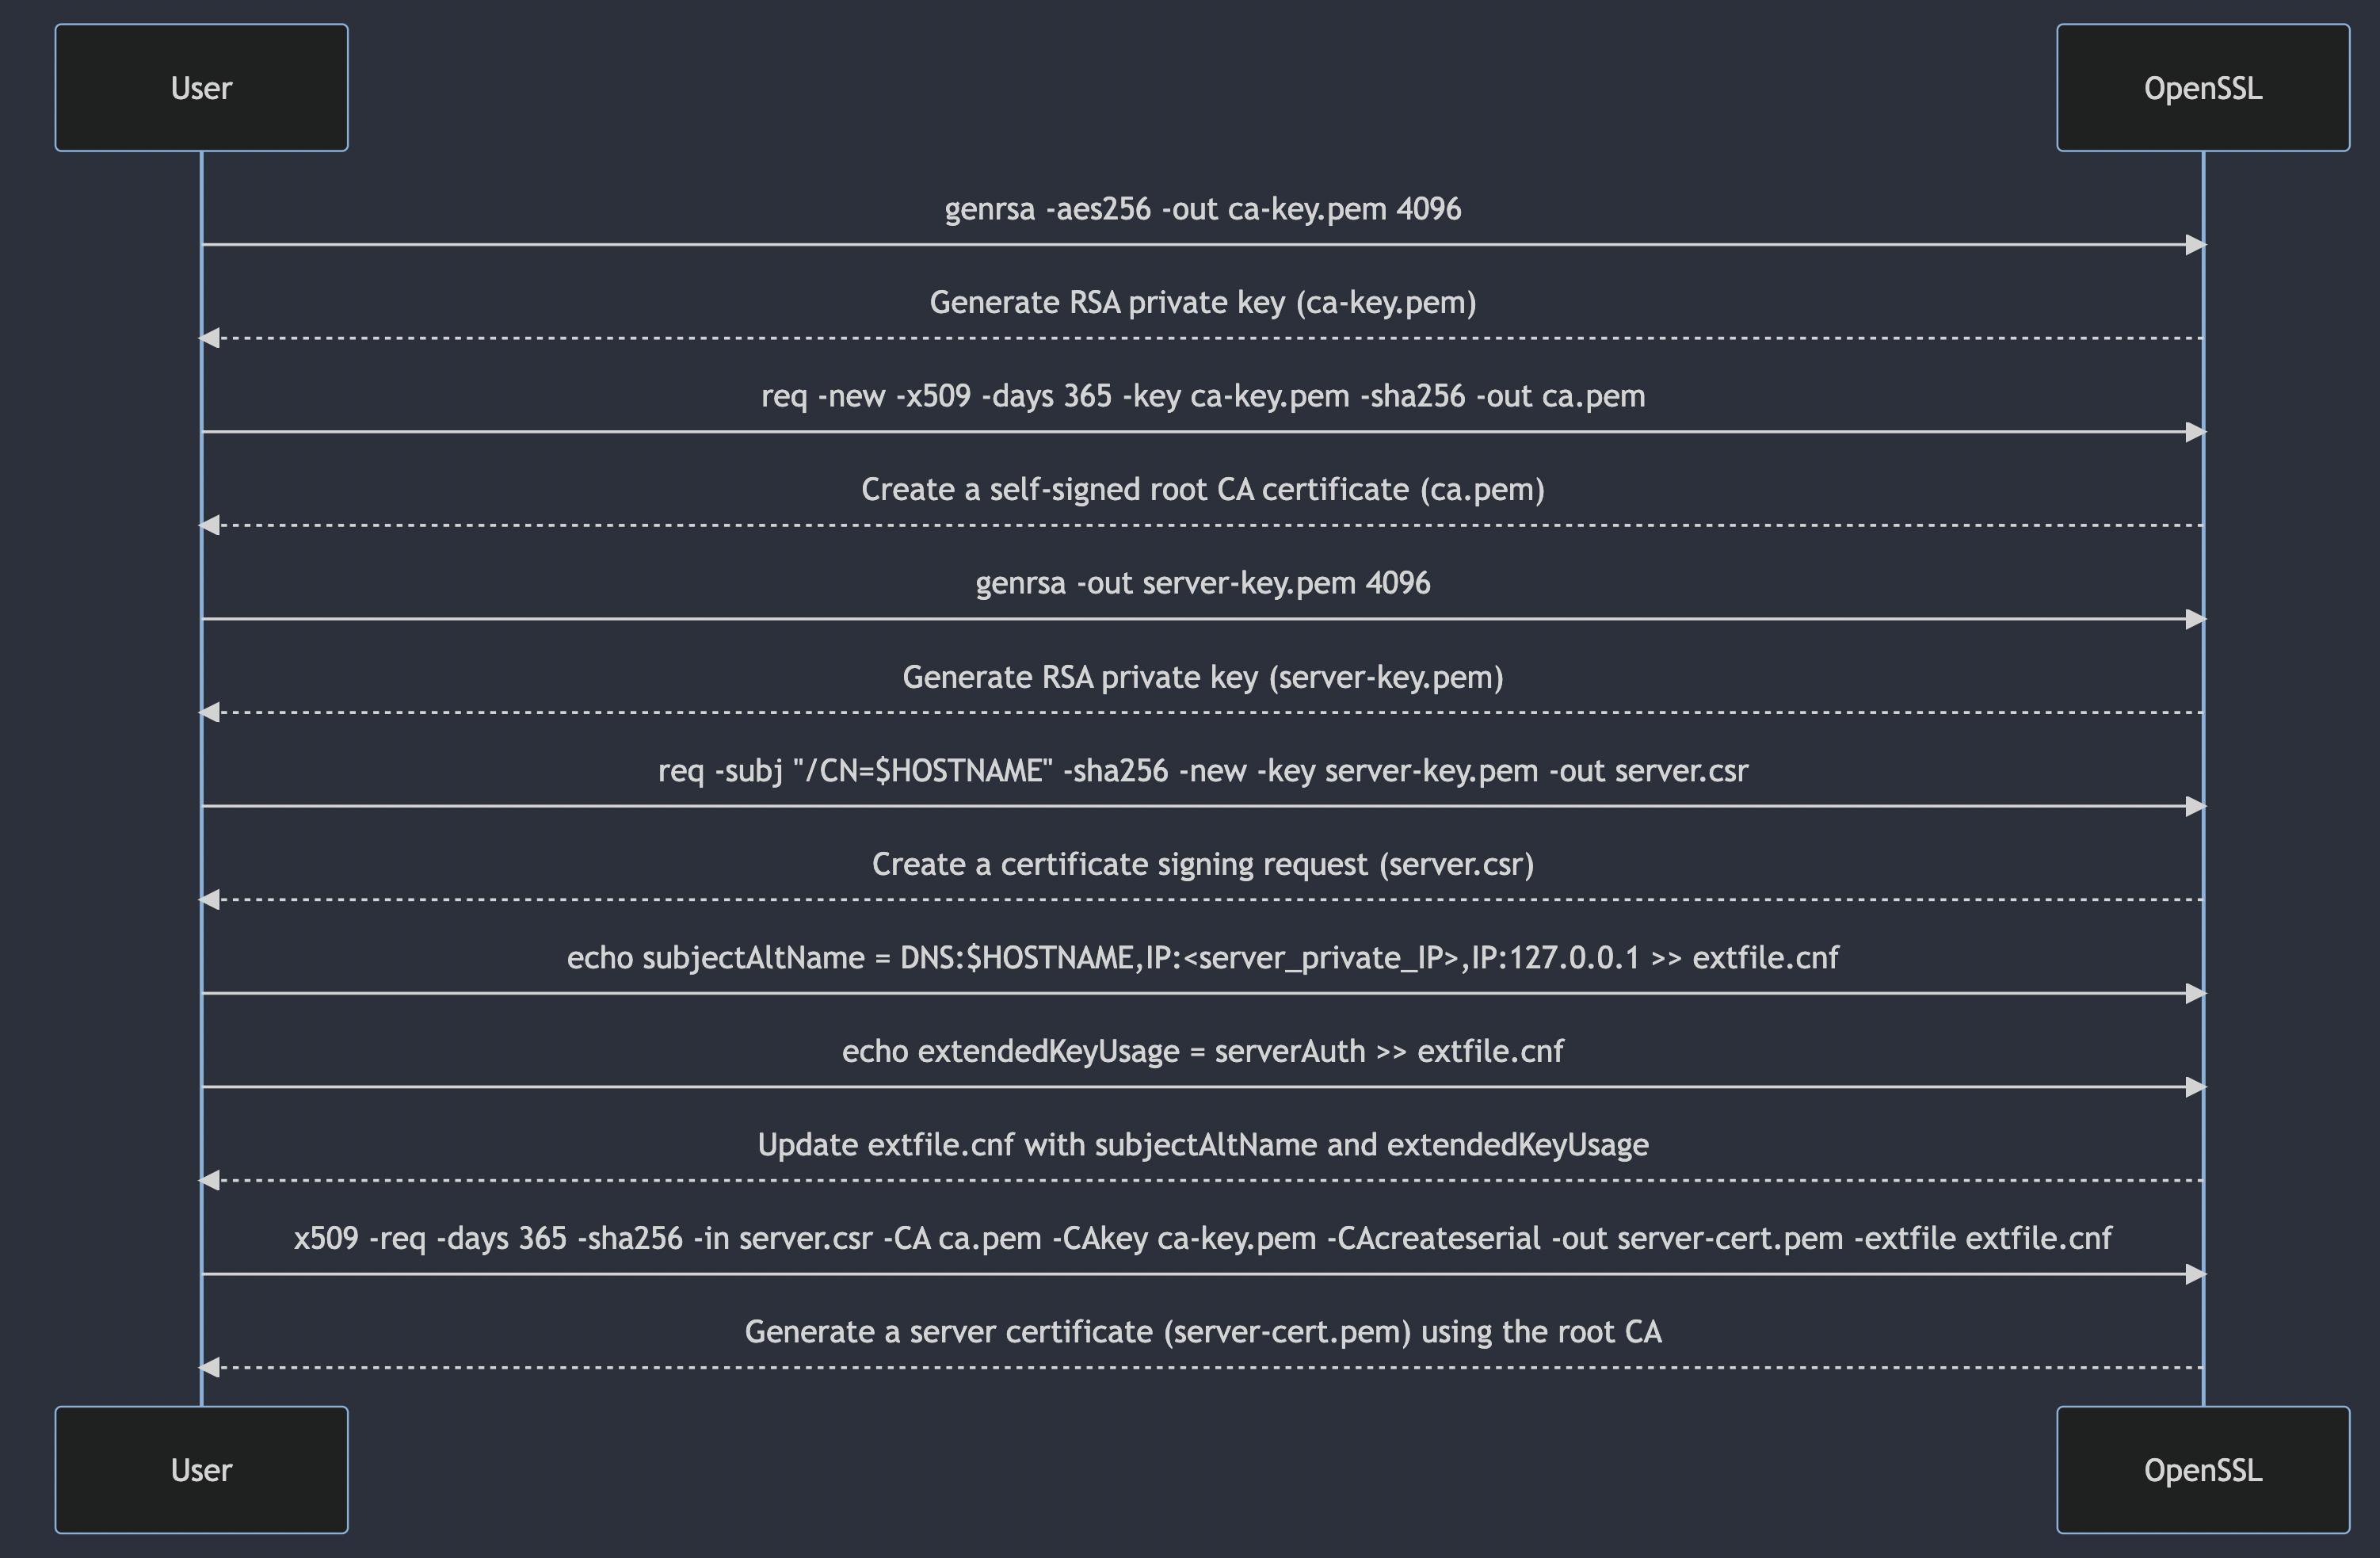 User
OpenSSL
genrsa -aes256 -out ca-key.pem 4096
Generate RSA private key (ca-key.pem)
req -new -x509 -days 365 -key ca-key.pem -sha256 -out ca.pem
Create a self-signed root CA certificate (ca.pem)
genrsa -out server-key.pem 4096
Generate RSA private key (server-key.pem)
req -subj "/CN=$HOSTNAME" -sha256 -new -key server-key.pem -out server.csr
Create a certificate signing request (server.csr)
echo subjectAltName = DNS:$HOSTNAME,IP:<server_private_IP>,IP:127.0.0.1 >> extfile.cnf
echo extendedKeyUsage = serverAuth >> extfile.cnf
Update extfile.cnf with subjectAltName and extendedKeyUsage
x509 -req -days 365 -sha256 -in server.csr -CA ca.pem -CAkey ca-key.pem -CAcreateserial -out server-cert.pem -extfile extfile.cnf
Generate a server certificate (server-cert.pem) using the root CA
User
OpenSSL